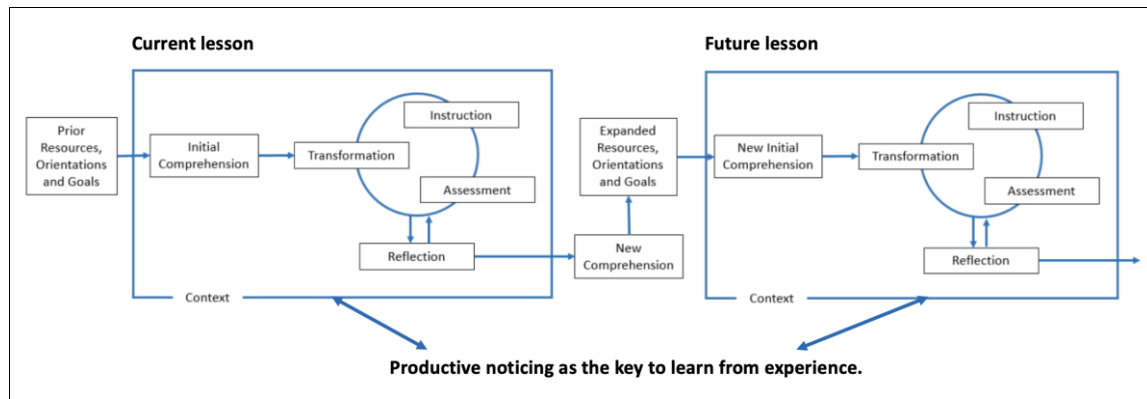 Current lesson
Future lesson
Prior
Resources,
Orientations
and Goals
Initial
Comprehension
Transformation
Instruction
Assessment
Reflection
Context
New
Comprehension
Expanded
Resources,
Orientations
and Goals
New Initial
Comprehension
Transformation
Instruction
Assessment
Reflection
Context
Productive noticing as the key to learn from experience.